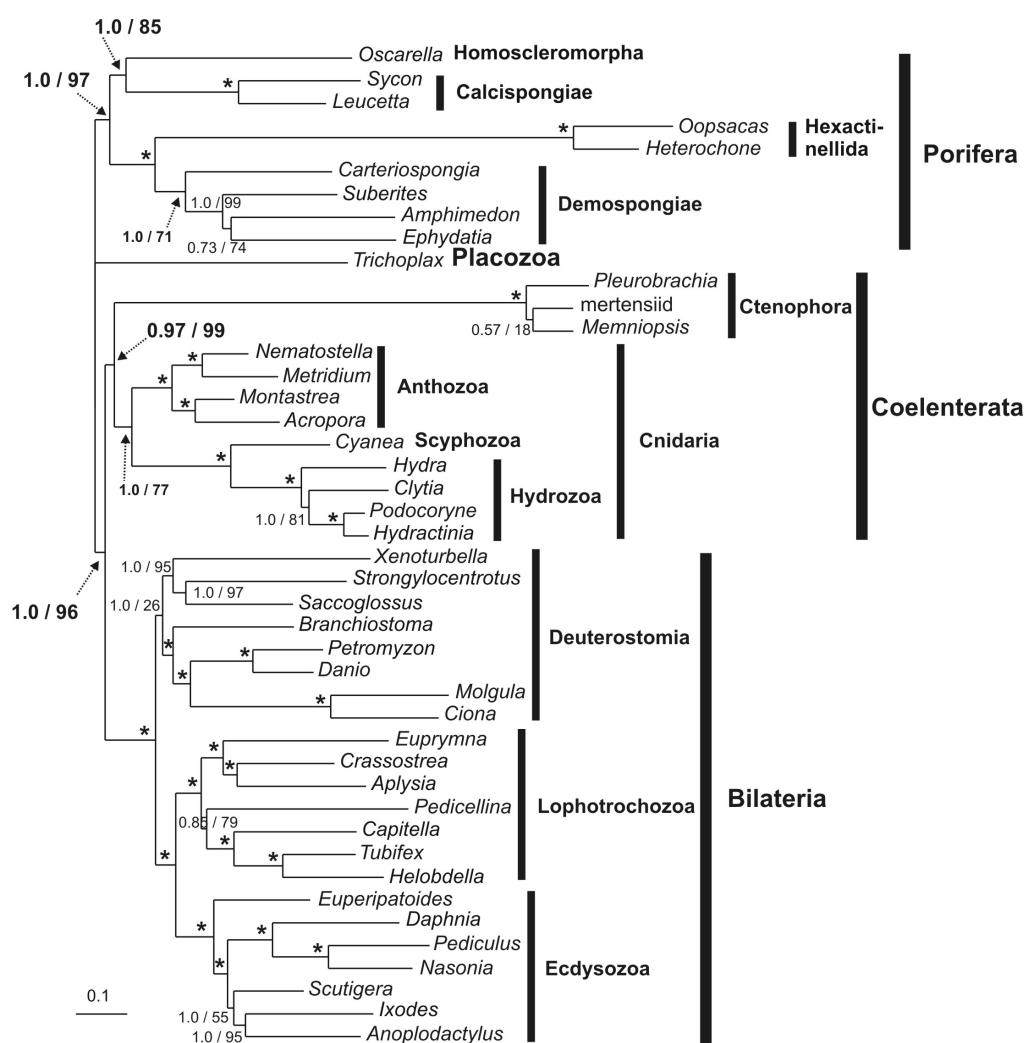 1.0 / 85
Oscarella Homoscleromorpha
1.0 / 97
*
Sycon
Leucetta
Calcispongiae
*
Oopsacas
Heterochone
Hexacti-
nellida
Porifera
*
Carteriospongia
1.0 / 99
Suberites
Demospongiae
Amphimedon
1.0 / 71
0.73 / 74
Ephydatia
Trichoplax Placozoa
*
Pleurobrachia
mertensiid
Ctenophora
0.57 / 18
Memniopsis
0.97 / 99
*
Nematostella
*
Metridium
Anthozoa
*
Montastrea
Acropora
Coelenterata
Cnidaria
*
Cyanea Scyphozoa
1.0 / 77
*
Hydra
Clytia
Hydrozoa
1.0 / 81
*
Podocoryne
Hydractinia
1.0 / 96
1.0 / 95
Xenoturbella
Strongylocentrotus
1.0 / 97
1.0 / 26
Saccoglossus
Branchiostoma
Deuterostomia
*
*
Petromyzon
Danio
*
*
Molgula
Ciona
*
*
Euprymna
*
Crassostrea
*
Aplysia
Pedicellina
Lophotrochozoa
Bilateria
0.85 / 79
Capitella
*
*
Tubifex
*
Helobdella
Euperipatoides
*
*
Daphnia
*
Pediculus
*
Nasonia
Ecdysozoa
Scutigera
0.1
1.0 / 55
Ixodes
1.0 / 95
Anoplodactylus